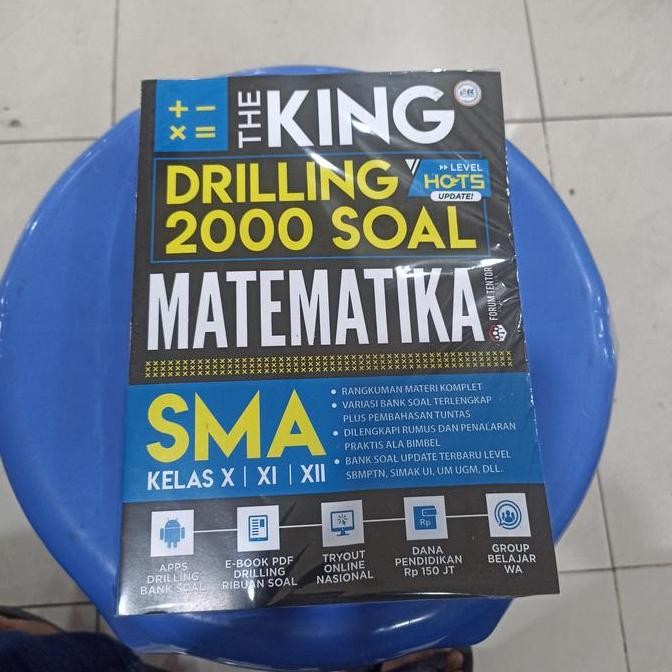 + −
× =
THE KING
DRILLING
2000 SOAL
LEVEL
HOTS
UPDATE!
MATEMATIKA
FORUM TENTOR
SMA
KELAS X | XI | XII
• RANGKUMAN MATERI KOMPLET
• VARIASI BANK SOAL TERLENGKAP
PLUS PEMBAHASAN TUNTAS
• DILENGKAPI RUMUS DAN PENALARAN
PRAKTIS ALA BIMBEL
• BANK SOAL UPDATE TERBARU LEVEL
SBMPTN, SIMAK UI, UM UGM, DLL.
APPS
DRILLING
BANK SOAL
E-BOOK PDF
DRILLING
RIBUAN SOAL
TRYOUT
ONLINE
NASIONAL
Rp
DANA
PENDIDIKAN
Rp 150 JT
GROUP
BELAJAR
WA